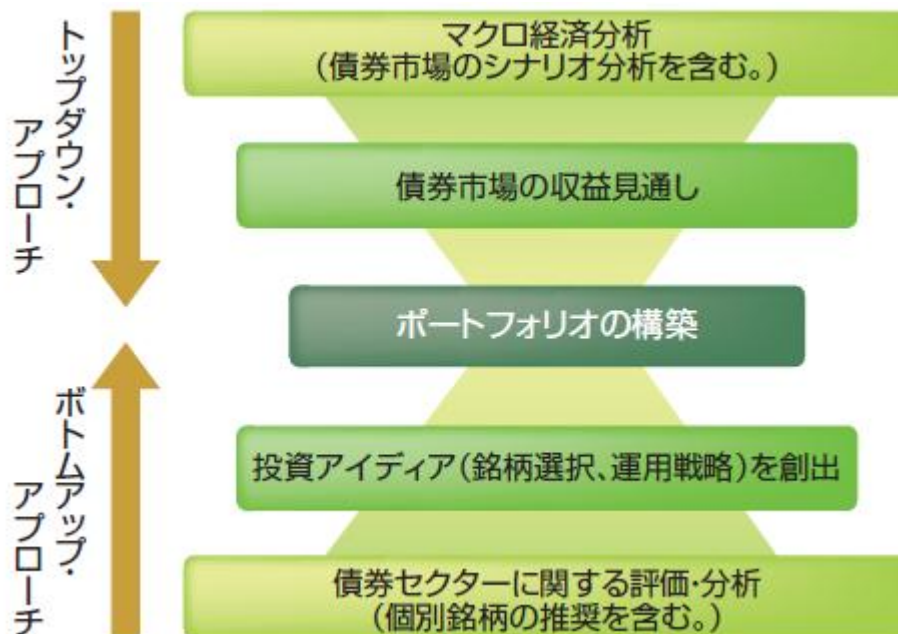 トップダウン・
アプローチ
マクロ経済分析
（債券市場のシナリオ分析を含む。）
債券市場の収益見通し
ポートフォリオの構築
ボトムアップ・
アプローチ
投資アイディア（銘柄選択、運用戦略）を創出
債券セクターに関する評価・分析
（個別銘柄の推奨を含む。）